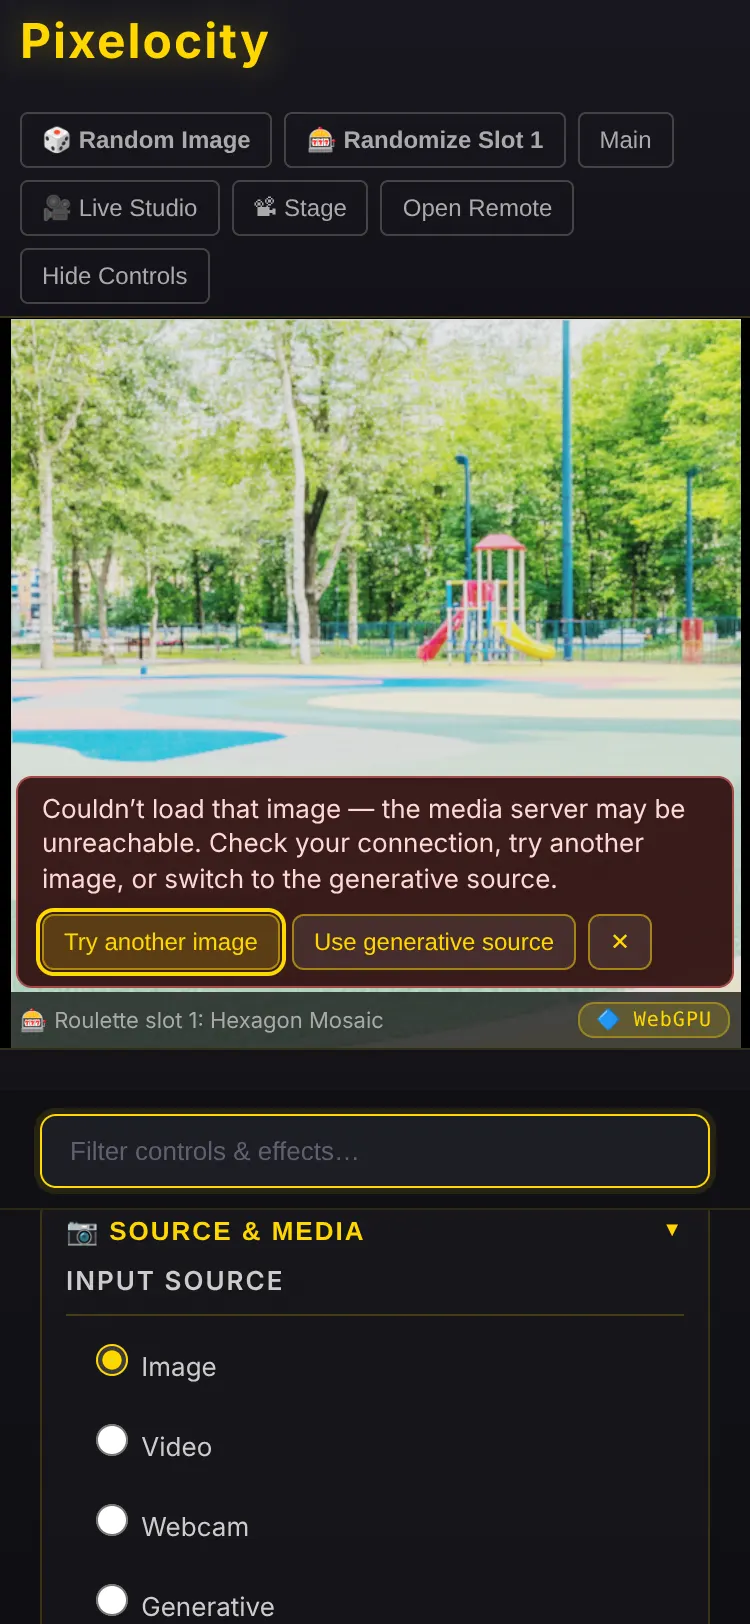 Pixelocity
🎲 Random Image
🎰 Randomize Slot 1
Main
🎥 Live Studio
📽 Stage
Open Remote
Hide Controls
Couldn’t load that image — the media server may be
unreachable. Check your connection, try another
image, or switch to the generative source.
Try another image
Use generative source
✕
🎰 Roulette slot 1: Hexagon Mosaic
🔷 WebGPU
Filter controls & effects…
📷 SOURCE & MEDIA
▼
INPUT SOURCE
Image
Video
Webcam
Generative